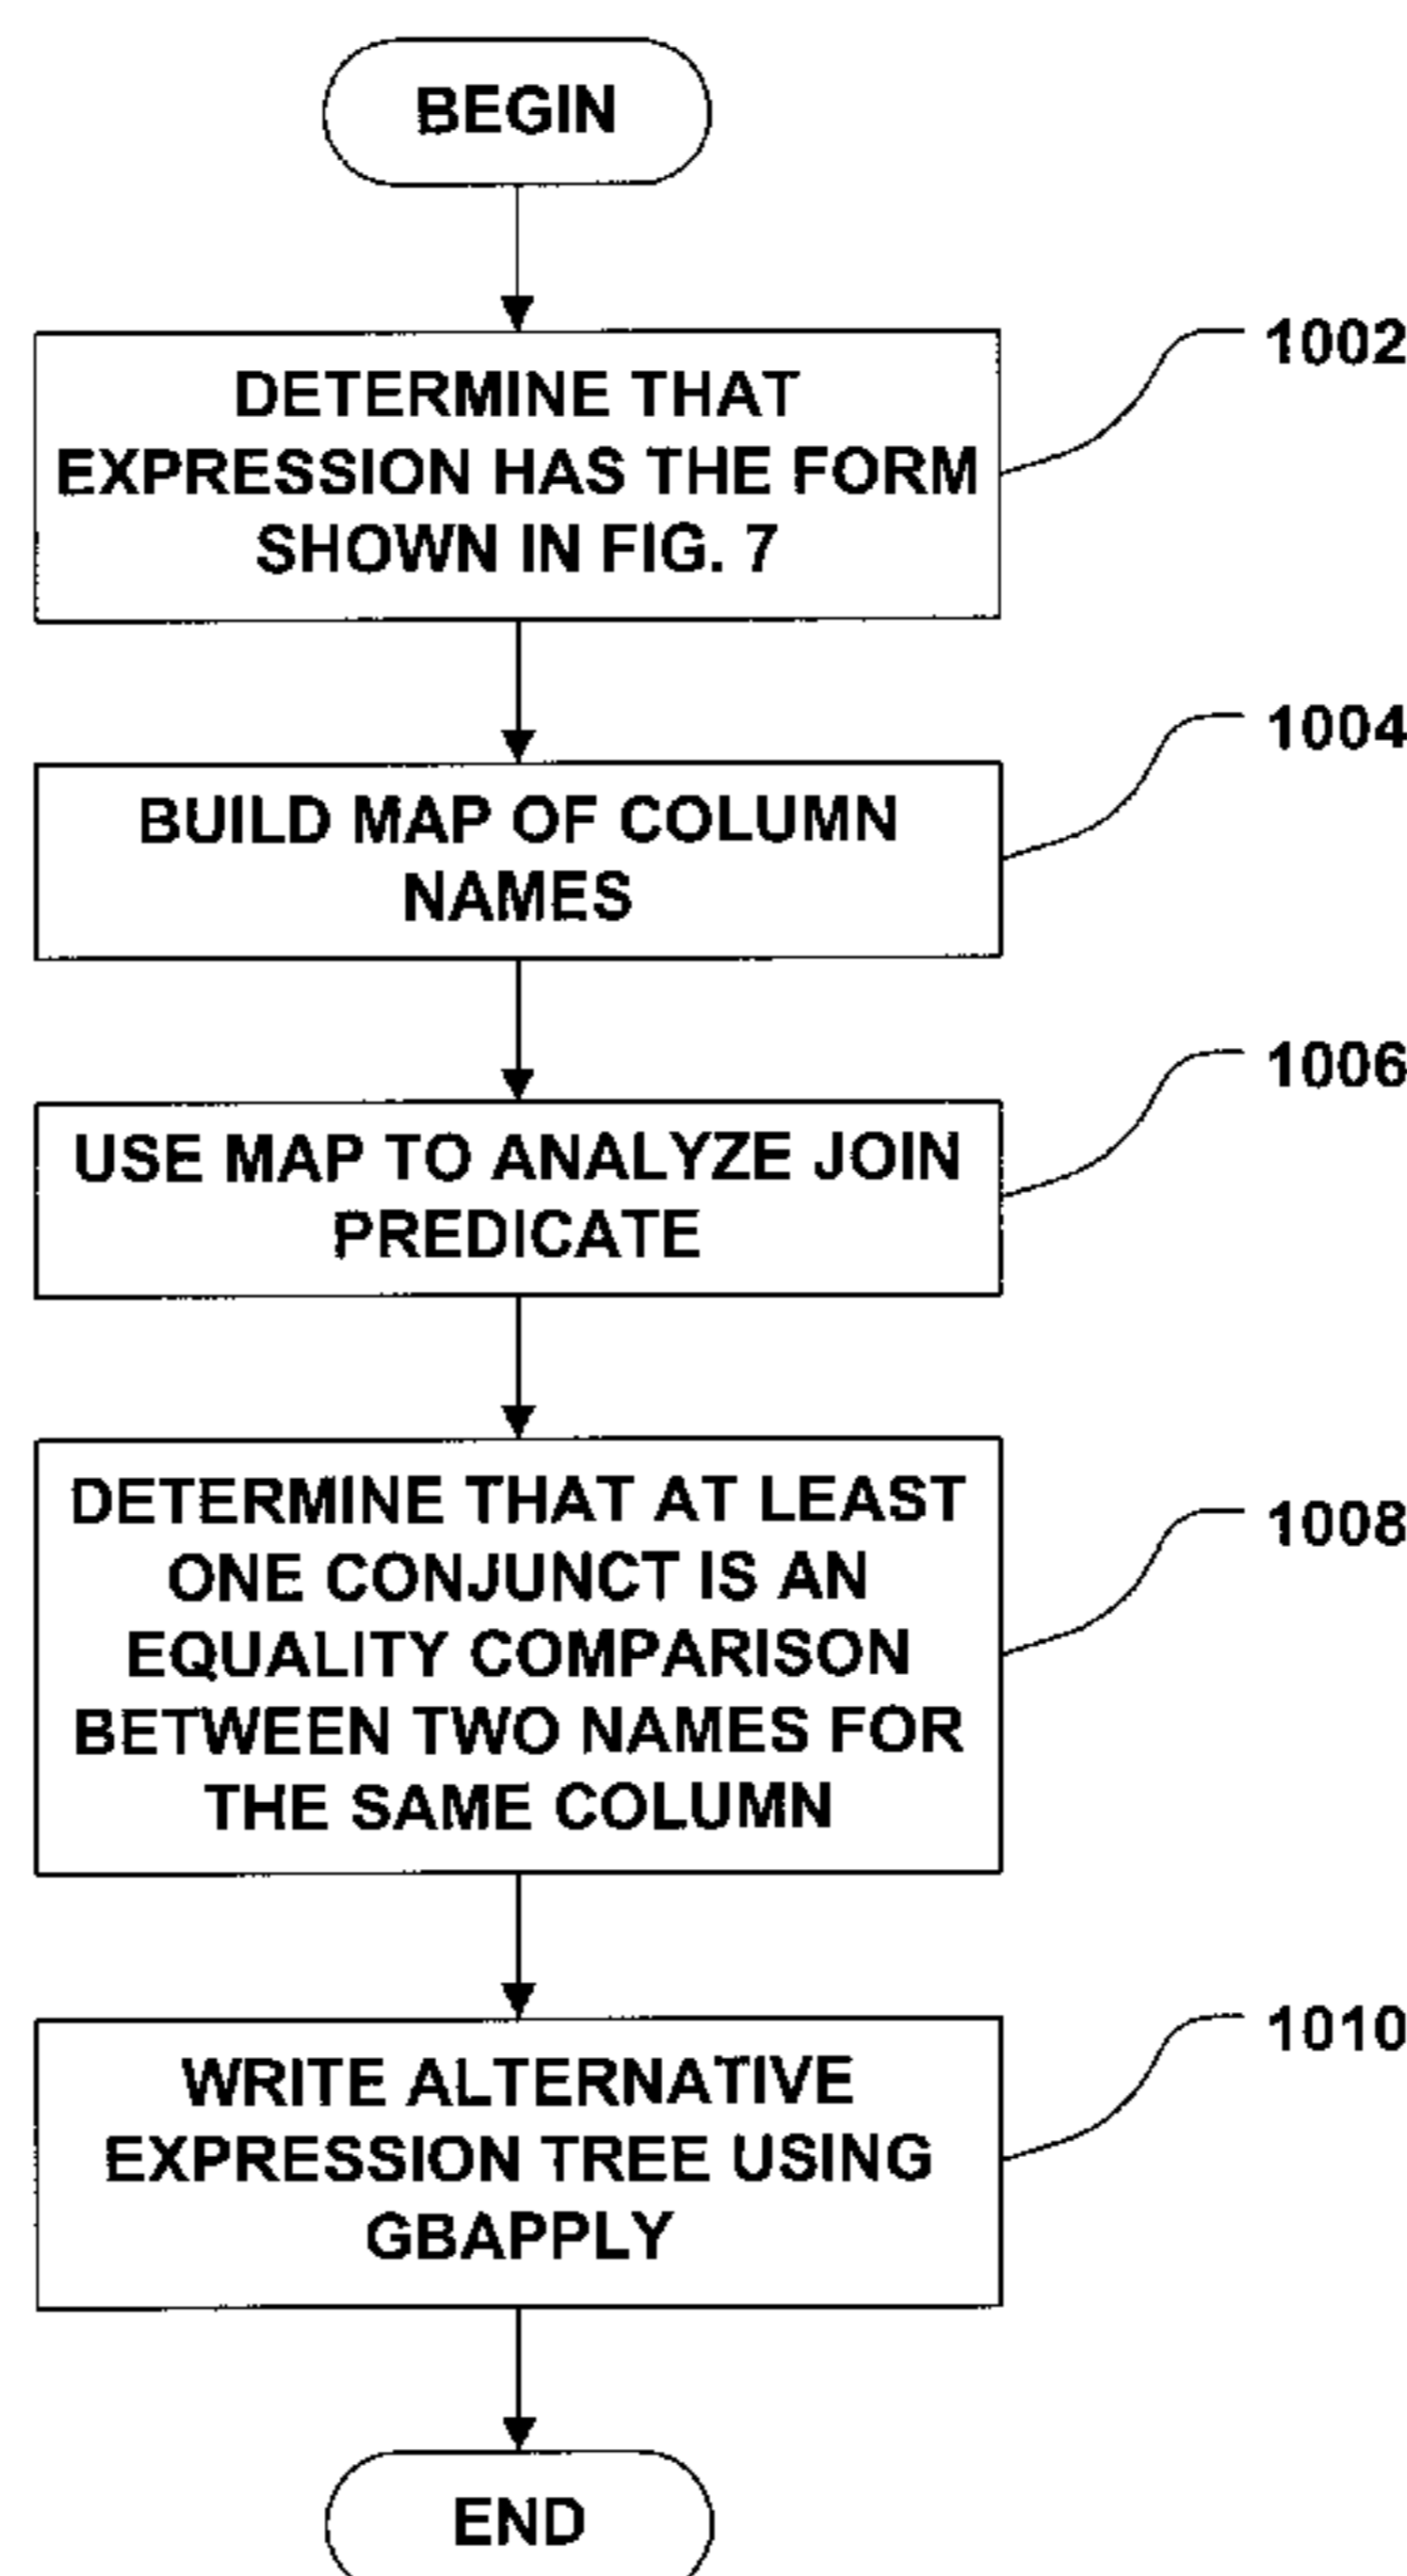 BEGIN
DETERMINE THAT
EXPRESSION HAS THE FORM
SHOWN IN FIG. 7
1002
BUILD MAP OF COLUMN
NAMES
1004
USE MAP TO ANALYZE JOIN
PREDICATE
1006
DETERMINE THAT AT LEAST
ONE CONJUNCT IS AN
EQUALITY COMPARISON
BETWEEN TWO NAMES FOR
THE SAME COLUMN
1008
WRITE ALTERNATIVE
EXPRESSION TREE USING
GBAPPLY
1010
END